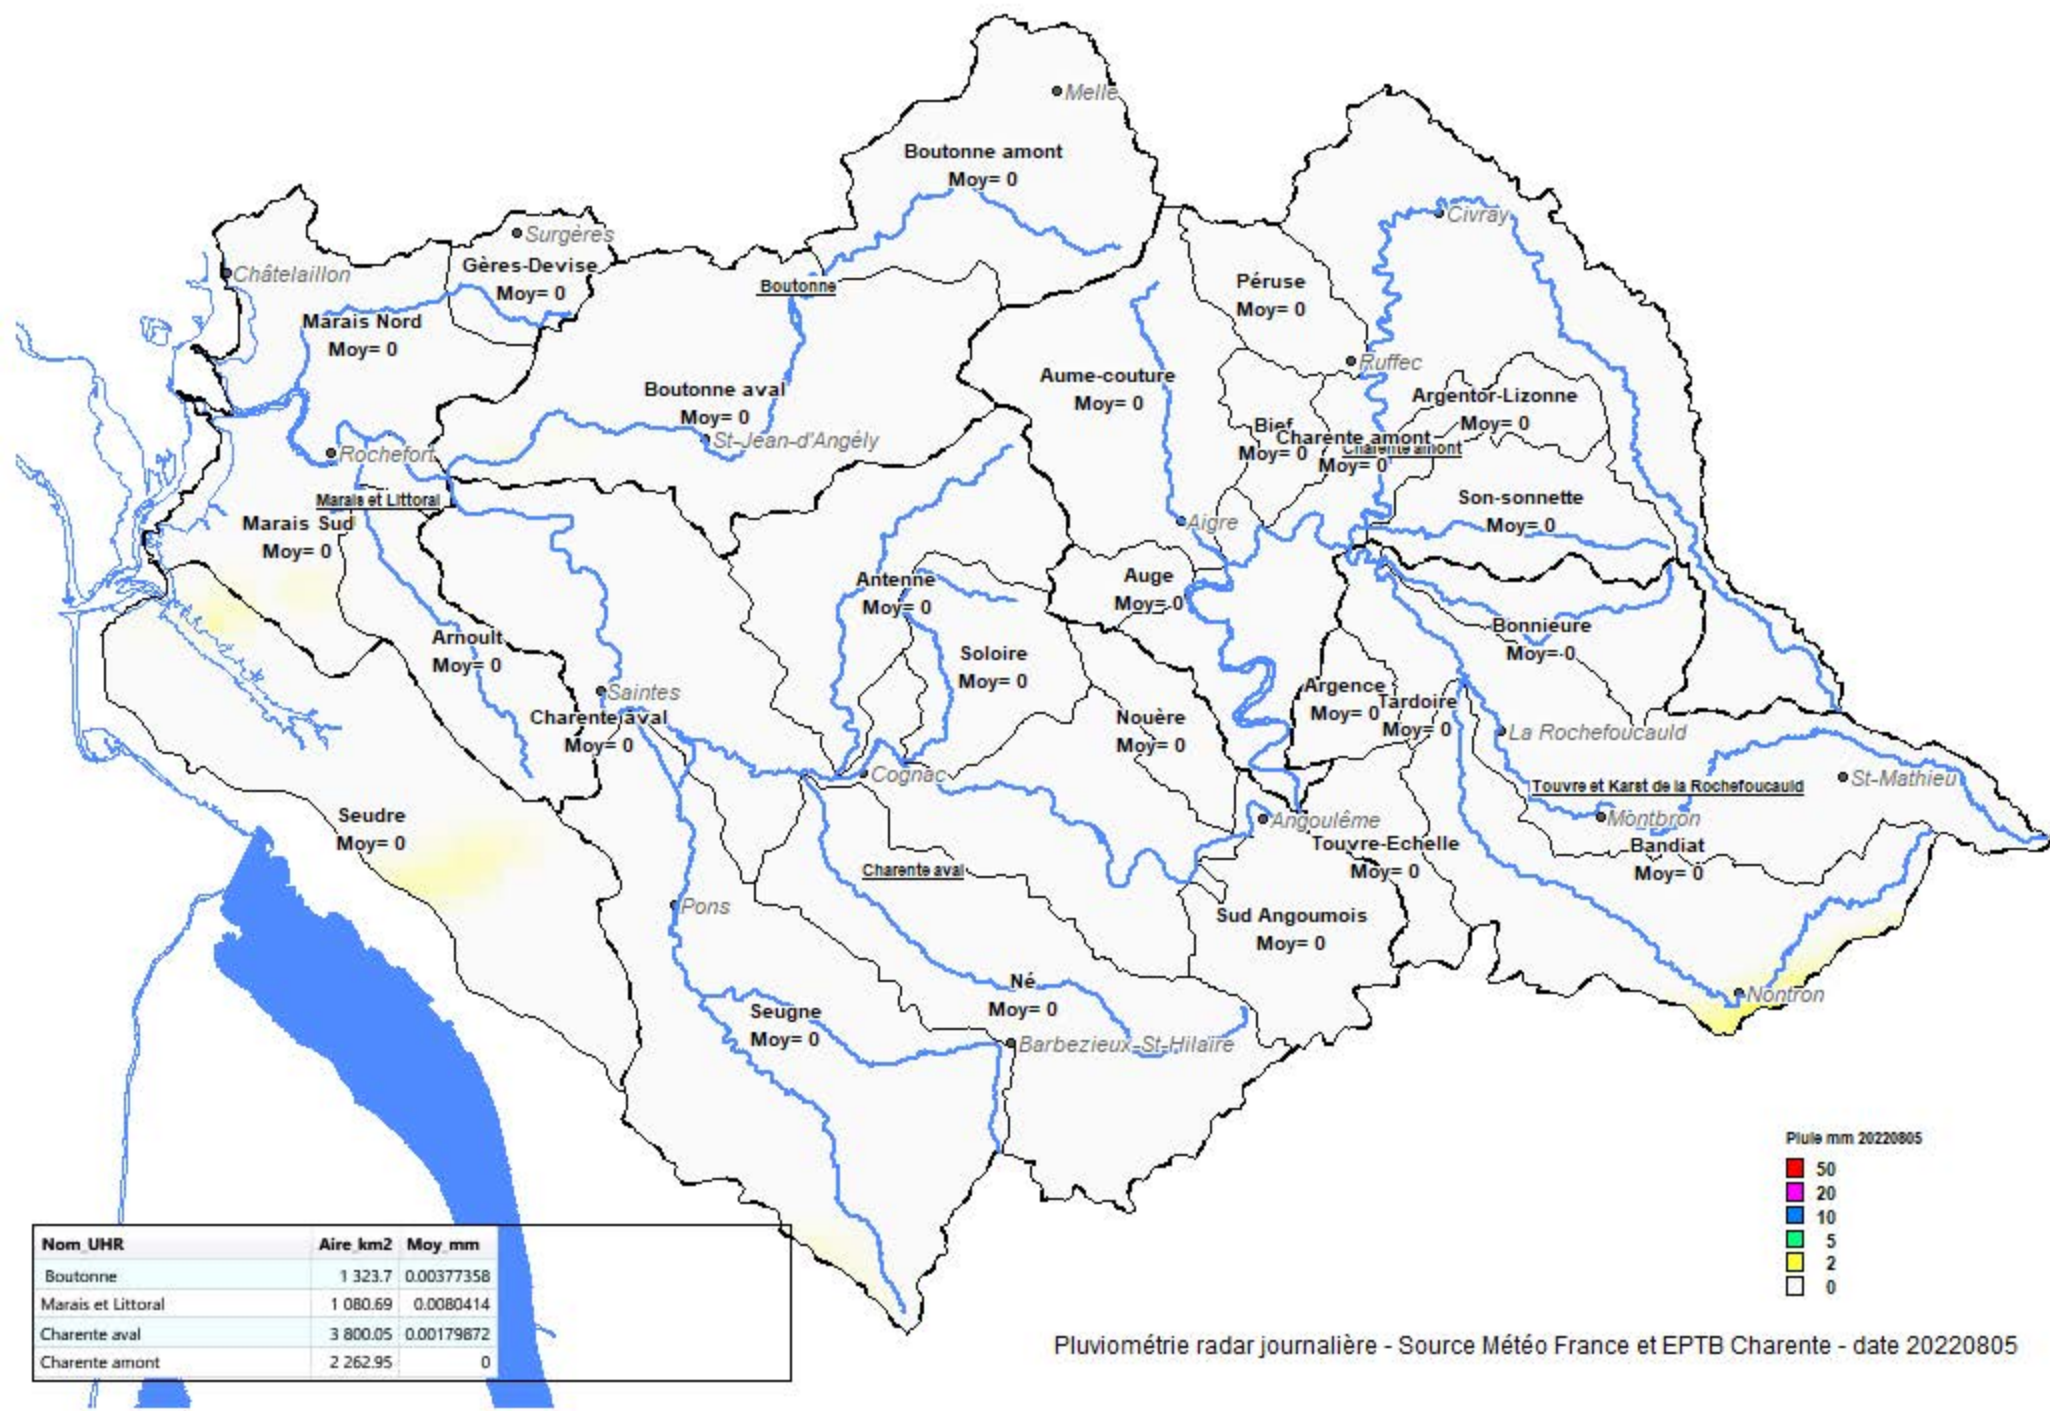 Melle
Boutonne amont
Moy= 0
Civray
Surgères
Châtelaillon
Gères-Devise
Moy= 0
Boutonne
Péruse
Moy= 0
Marais Nord
Moy= 0
Ruffec
Aume-couture
Moy= 0
Boutonne aval
Moy= 0
Argentor-Lizonne
Moy= 0
St-Jean-d'Angély
Bief
Moy= 0
Charente amont
Moy= 0
Charente amont
Rochefort
Marais et Littoral
Son-sonnette
Moy= 0
Marais Sud
Moy= 0
Aigre
Antenne
Moy= 0
Auge
Moy= 0
Bonnieure
Moy= 0
Arnoult
Moy= 0
Soloire
Moy= 0
Saintes
Argence
Moy= 0
Tardoire
Moy= 0
Charente aval
Moy= 0
Nouère
Moy= 0
La Rochefoucauld
Cognac
St-Mathieu
Touvre et Karst de la Rochefoucauld
Seudre
Moy= 0
Angoulême
Montbron
Touvre-Echelle
Moy= 0
Bandiat
Moy= 0
Charente aval
Pons
Sud Angoumois
Moy= 0
Né
Moy= 0
Nontron
Seugne
Moy= 0
Barbezieux-St-Hilaire
Pluie mm 20220805
50
20
10
5
2
0
Nom_UHR Aire_km2 Moy_mm
Boutonne 1 323.7 0.00377358
Marais et Littoral 1 080.69 0.0080414
Charente aval 3 800.05 0.00179872
Charente amont 2 262.95 0
Pluviométrie radar journalière - Source Météo France et EPTB Charente - date 20220805